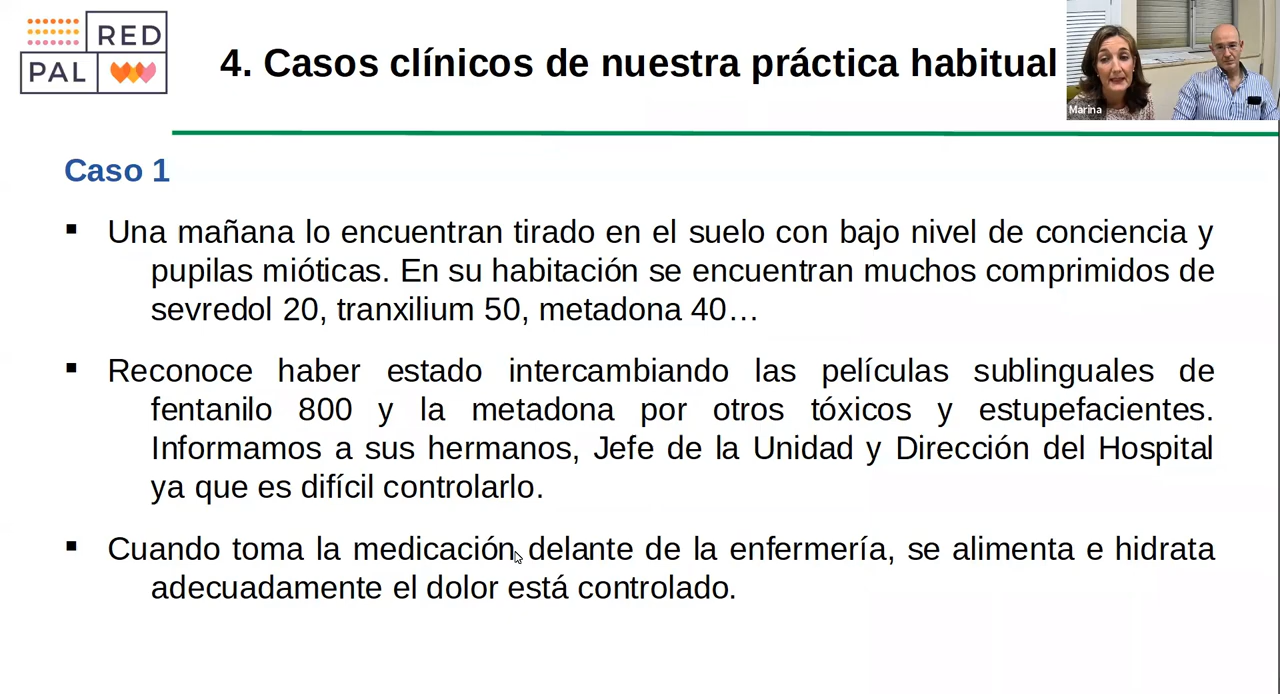 RED
PAL
4. Casos clínicos de nuestra práctica habitual
Marina
Caso 1
▪ Una mañana lo encuentran tirado en el suelo con bajo nivel de conciencia y
pupilas mióticas. En su habitación se encuentran muchos comprimidos de
sevredol 20, tranxilium 50, metadona 40…
▪ Reconoce haber estado intercambiando las películas sublinguales de
fentanilo 800 y la metadona por otros tóxicos y estupefacientes.
Informamos a sus hermanos, Jefe de la Unidad y Dirección del Hospital
ya que es difícil controlarlo.
▪ Cuando toma la medicación delante de la enfermería, se alimenta e hidrata
adecuadamente el dolor está controlado.